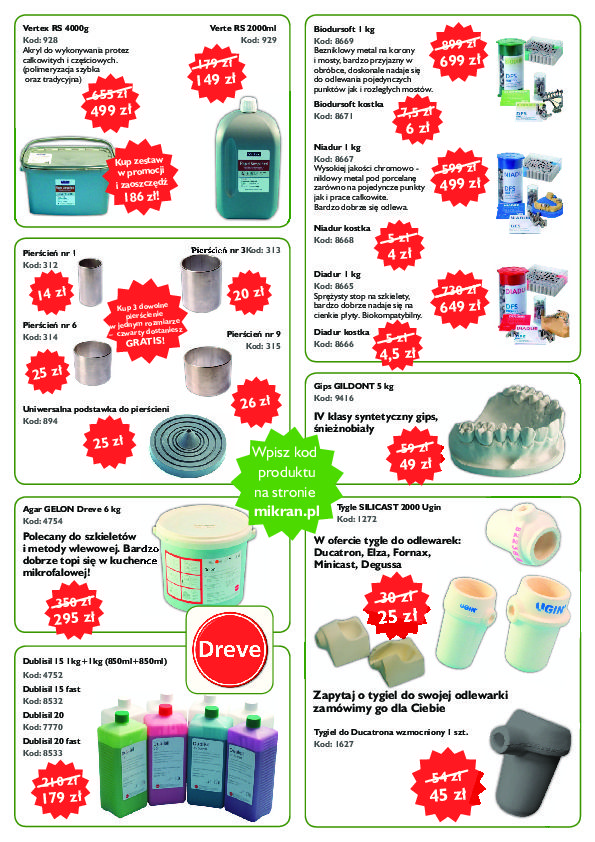 Vertex RS 4000g
Kod: 928
Akryl do wykonywania protez
całkowitych i częściowych.
(polimeryzacja szybka
oraz tradycyjna)
655 zł
499 zł
Verte RS 2000ml
Kod: 929
179 zł
149 zł
Kup zestaw
w promocji
i zaoszczędź
186 zł!
Pierścień nr 1
Kod: 312
14 zł
Pierścień nr 3 Kod: 313
20 zł
Kup 3 dowolne
pierścienie
w jednym rozmiarze
czwarty dostaniesz
GRATIS!
Pierścień nr 6
Kod: 314
25 zł
Pierścień nr 9
Kod: 315
26 zł
Uniwersalna podstawka do pierścieni
Kod: 894
25 zł
Biodursoft 1 kg
Kod: 8669
Bezniklowy metal na korony
i mosty, bardzo przyjazny w
obróbce, doskonale nadaje się
do odlewania pojedynczych
punktów jak i rozległych mostów.
899 zł
699 zł
Biodursoft kostka
Kod: 8671
7,5 zł
6 zł
Niadur 1 kg
Kod: 8667
Wysokiej jakości chromowo -
niklowy metal pod porcelanę
zarówno na pojedyncze punkty
jak i prace całkowite.
Bardzo dobrze się odlewa.
599 zł
499 zł
NIADUR
DFS
Niadur kostka
Kod: 8668
5 zł
4 zł
Diadur 1 kg
Kod: 8665
Sprężysty stop na szkielety,
bardzo dobrze nadaje się na
cienkie płyty. Biokompatybilny.
730 zł
649 zł
DIADUR
DFS
Diadur kostka
Kod: 8666
5 zł
4,5 zł
Gips GILDONT 5 kg
Kod: 9416
IV klasy syntetyczny gips,
śnieżnobiały
59 zł
49 zł
Wpisz kod
produktu
na stronie
mikran.pl
Agar GELON Dreve 6 kg
Kod: 4754
Polecany do szkieletów
i metody wlewowej. Bardzo
dobrze topi się w kuchence
mikrofalowej!
350 zł
295 zł
Dreve
Dublisil 15 1kg+1kg (850ml+850ml)
Kod: 4752
Dublisil 15 fast
Kod: 8532
Dublisil 20
Kod: 7770
Dublisil 20 fast
Kod: 8533
210 zł
179 zł
Tygle SILICAST 2000 Ugin
Kod: 1272
W ofercie tygle do odlewarek:
Ducatron, Elza, Fornax,
Minicast, Degussa
30 zł
25 zł
UGIN
UGIN
Zapytaj o tygiel do swojej odlewarki
zamówimy go dla Ciebie
Tygiel do Ducatrona wzmocniony 1 szt.
Kod: 1627
54 zł
45 zł